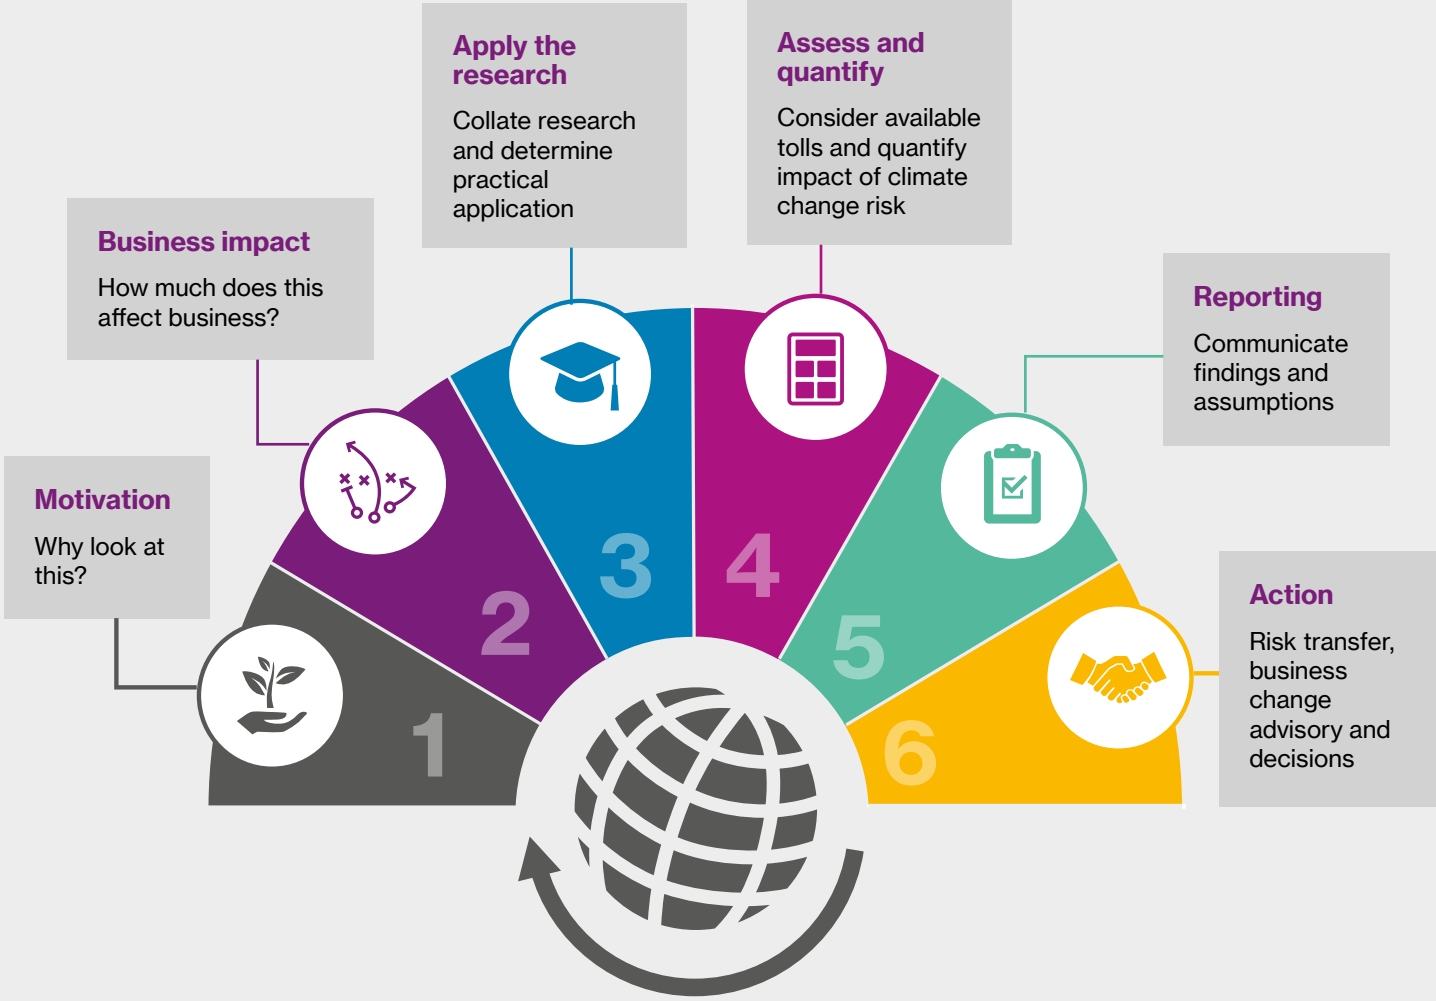 Motivation
Why look at
this?
1
Business impact
How much does this
affect business?
2
Apply the
research
Collate research
and determine
practical
application
3
Assess and
quantify
Consider available
tolls and quantify
impact of climate
change risk
4
Reporting
Communicate
findings and
assumptions
5
Action
Risk transfer,
business
change
advisory and
decisions
6